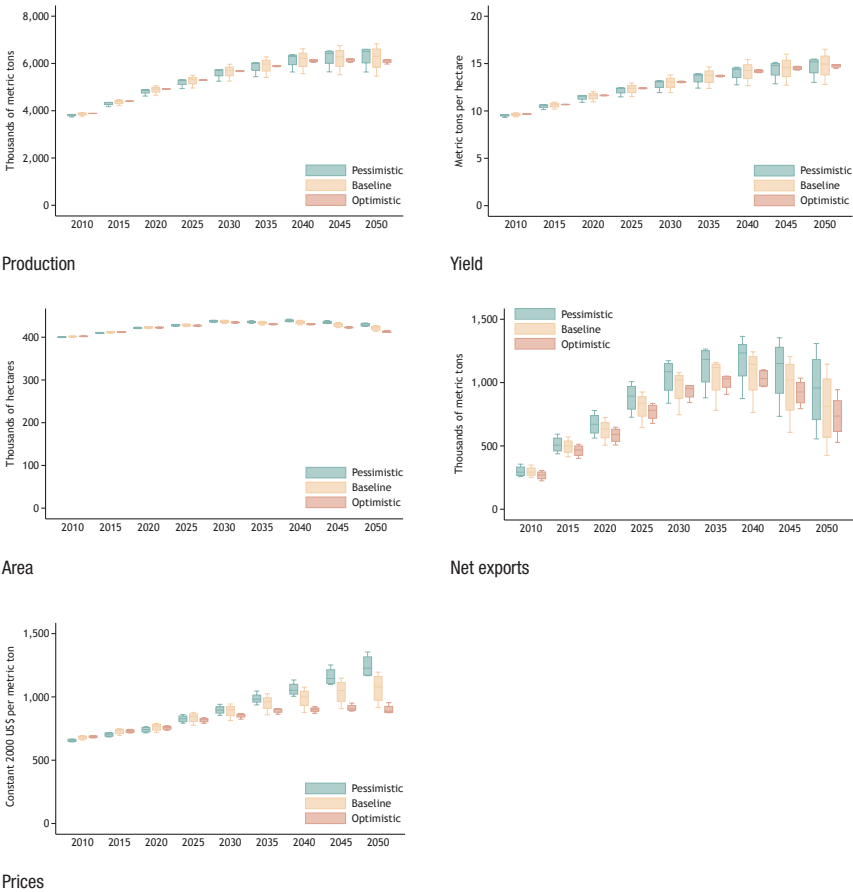 8,000
6,000
4,000
2,000
0
Thousands of metric tons
Pessimistic
Baseline
Optimistic
2010 2015 2020 2025 2030 2035 2040 2045 2050
Production
20
15
10
5
0
Metric tons per hectare
Pessimistic
Baseline
Optimistic
2010 2015 2020 2025 2030 2035 2040 2045 2050
Yield
400
300
200
100
0
Thousands of hectares
Pessimistic
Baseline
Optimistic
2010 2015 2020 2025 2030 2035 2040 2045 2050
Area
1,500
1,000
500
0
Thousands of metric tons
Pessimistic
Baseline
Optimistic
2010 2015 2020 2025 2030 2035 2040 2045 2050
Net exports
1,500
1,000
500
0
Constant 2000 US$ per metric ton
Pessimistic
Baseline
Optimistic
2010 2015 2020 2025 2030 2035 2040 2045 2050
Prices